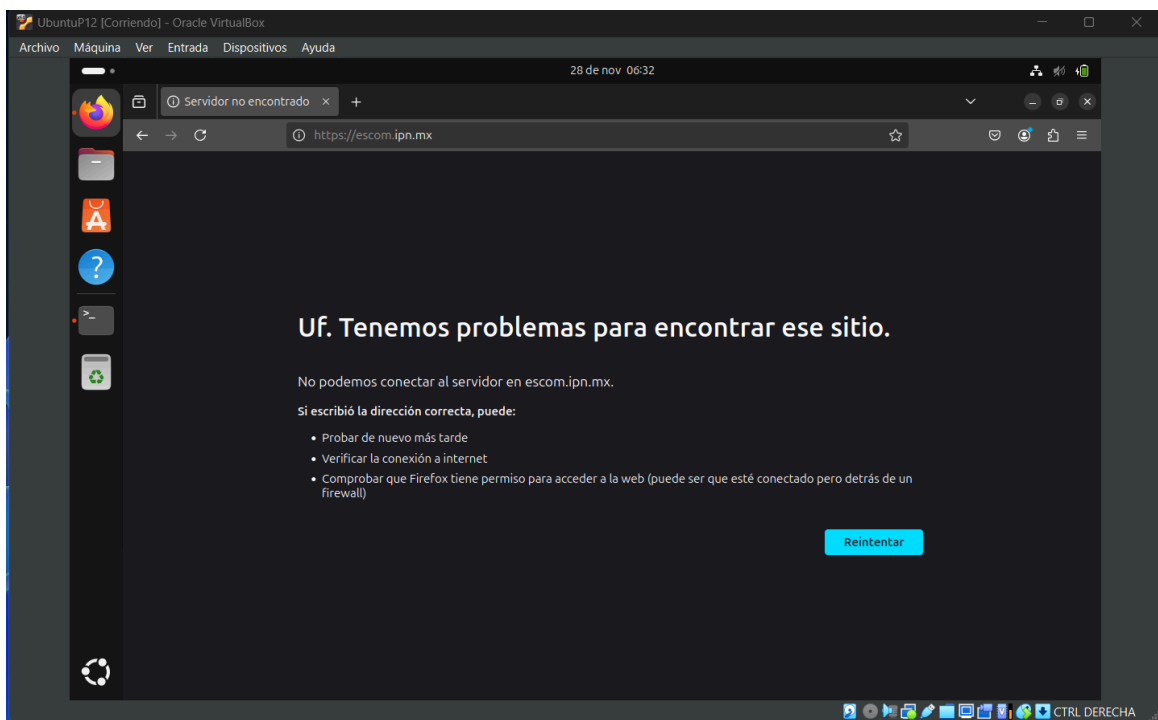 UbuntuP12 [Corriendo] - Oracle VirtualBox
Archivo Máquina Ver Entrada Dispositivos Ayuda
28 de nov 06:32
Servidor no encontrado
https://escom.ipn.mx
Uf. Tenemos problemas para encontrar ese sitio.
No podemos conectar al servidor en escom.ipn.mx.
Si escribió la dirección correcta, puede:
• Probar de nuevo más tarde
• Verificar la conexión a internet
• Comprobar que Firefox tiene permiso para acceder a la web (puede ser que esté conectado pero detrás de un
firewall)
Reintentar
CTRL DERECHA